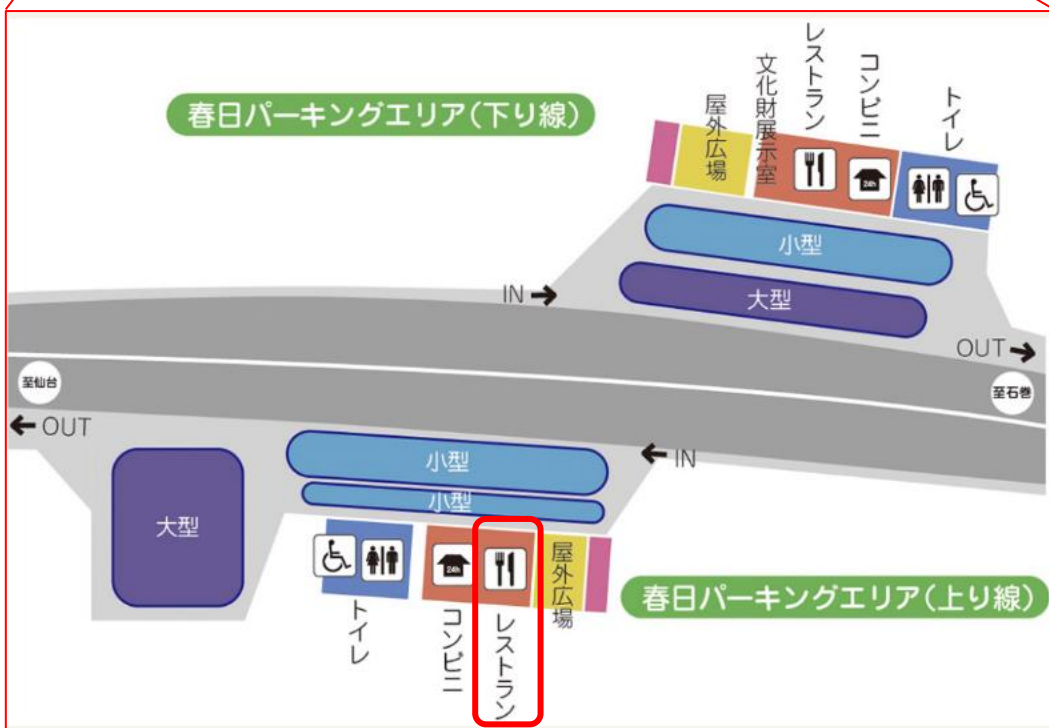 春日パーキングエリア(下り線)
屋外広場
文化財展示室
レストラン
コンビニ
トイレ
24h
小型
大型
IN
OUT
至仙台
至石巻
OUT
IN
小型
小型
大型
24h
トイレ
コンビニ
レストラン
屋外広場
春日パーキングエリア(上り線)